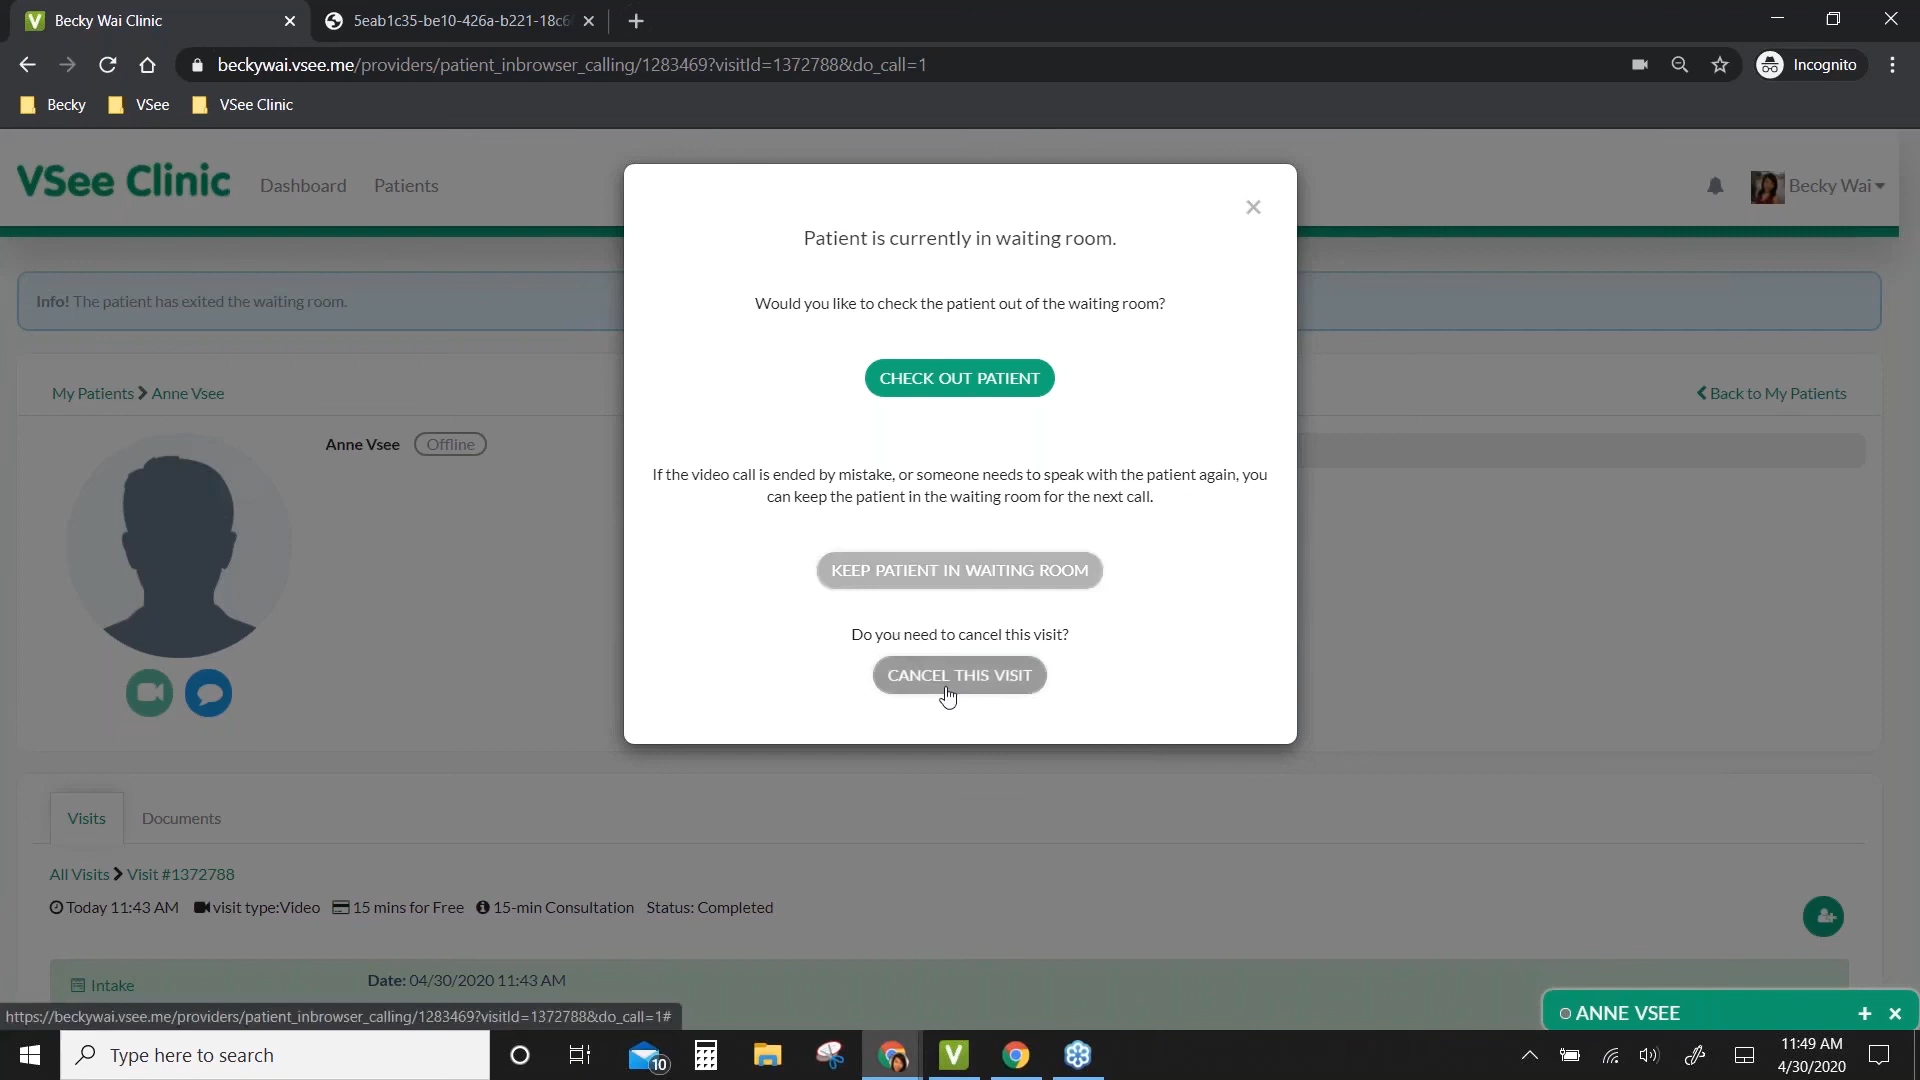 Becky Wai Clinic
5eab1c35-be10-426a-b221-18c6
beckywai.vsee.me/providers/patient_inbrowser_calling/1283469?visitId=1372788&do_call=1
Incognito
Becky
VSee
VSee Clinic
VSee Clinic
Dashboard
Patients
Becky Wai
Patient is currently in waiting room.
Info! The patient has exited the waiting room.
Would you like to check the patient out of the waiting room?
CHECK OUT PATIENT
My Patients
Anne Vsee
Back to My Patients
Anne Vsee
Offline
If the video call is ended by mistake, or someone needs to speak with the patient again, you
can keep the patient in the waiting room for the next call.
KEEP PATIENT IN WAITING ROOM
Do you need to cancel this visit?
CANCEL THIS VISIT
Visits
Documents
All Visits
Visit #1372788
Today 11:43 AM
visit type:Video
15 mins for Free
15-min Consultation
Status: Completed
Intake
Date: 04/30/2020 11:43 AM
https://beckywai.vsee.me/providers/patient_inbrowser_calling/1283469?visitId=1372788&do_call=1#
ANNE VSEE
Type here to search
10
11:49 AM
4/30/2020